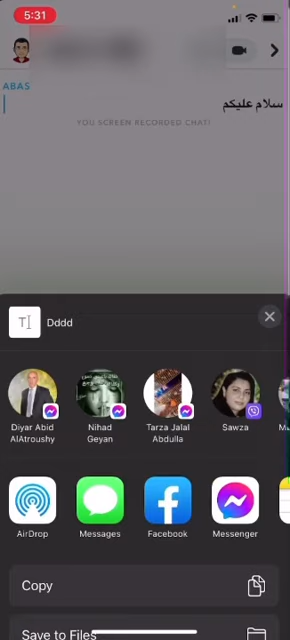 5:31
ABAS
سلام علیکم
YOU SCREEN RECORDED CHAT!
T
Dddd
Diyar Abid AlAtroushy
Nihad Geyan
Tarza Jalal Abdulla
Sawza
AirDrop
Messages
Facebook
Messenger
Copy
Save to Files